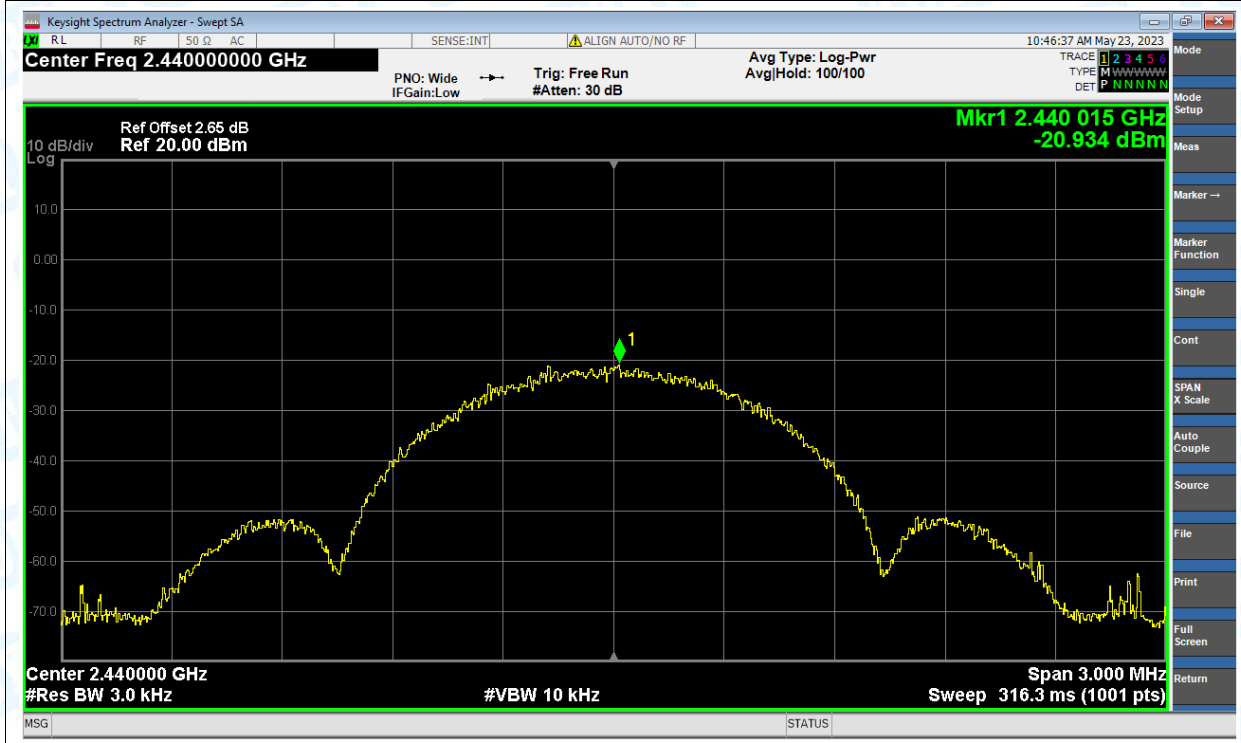 Keysight Spectrum Analyzer - Swept SA
LXI RL RF 50 Ω AC SENSE:INT ALIGN AUTO/NO RF 10:46:37 AM May 23, 2023
Center Freq 2.440000000 GHz
PNO: Wide
IFGain:Low
Trig: Free Run
#Atten: 30 dB
Avg Type: Log-Pwr
Avg|Hold: 100/100
TRACE 1 2 3 4 5 6
TYPE M WWWWW
DET P N N N N N
Ref Offset 2.65 dB
Ref 20.00 dBm
10 dB/div
Log
Mkr1 2.440 015 GHz
-20.934 dBm
10.0
0.00
-10.0
-20.0
-30.0
-40.0
-50.0
-60.0
-70.0
1
Center 2.440000 GHz
#Res BW 3.0 kHz
#VBW 10 kHz
Span 3.000 MHz
Sweep 316.3 ms (1001 pts)
MSG
STATUS
Mode
Mode
Setup
Meas
Marker →
Marker
Function
Single
Cont
SPAN
X Scale
Auto
Couple
Source
File
Print
Full
Screen
Return